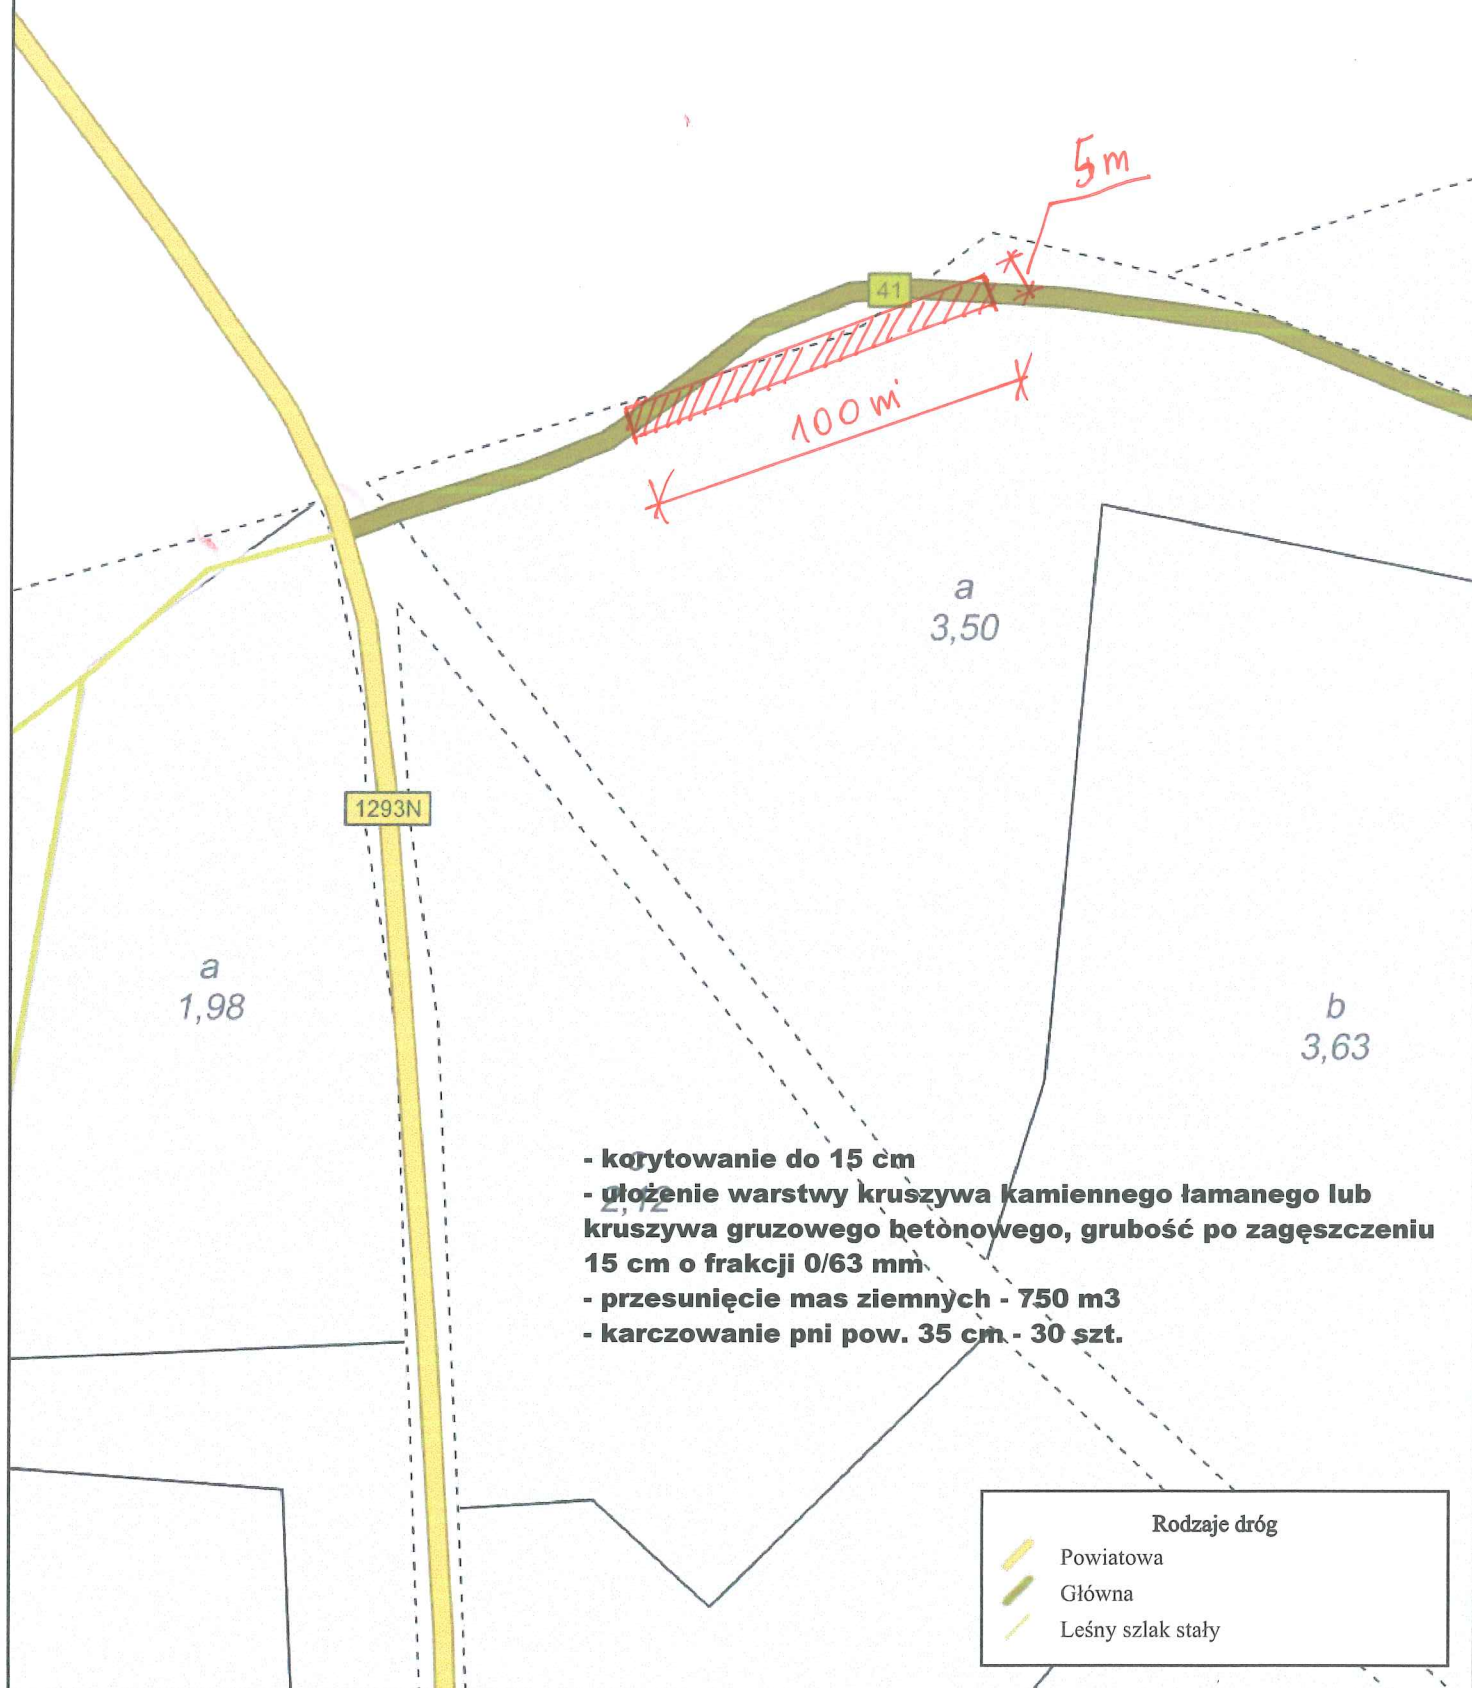 5m
41
100 m
a
3,50
1293N
a
1,98
b
3,63
c
2,12
- korytowanie do 15 cm
- ułożenie warstwy kruszywa kamiennego łamanego lub
kruszywa gruzowego betonowego, grubość po zagęszczeniu
15 cm o frakcji 0/63 mm
- przesunięcie mas ziemnych - 750 m3
- karczowanie pni pow. 35 cm - 30 szt.
Rodzaje dróg
Powiatowa
Główna
Leśny szlak stały